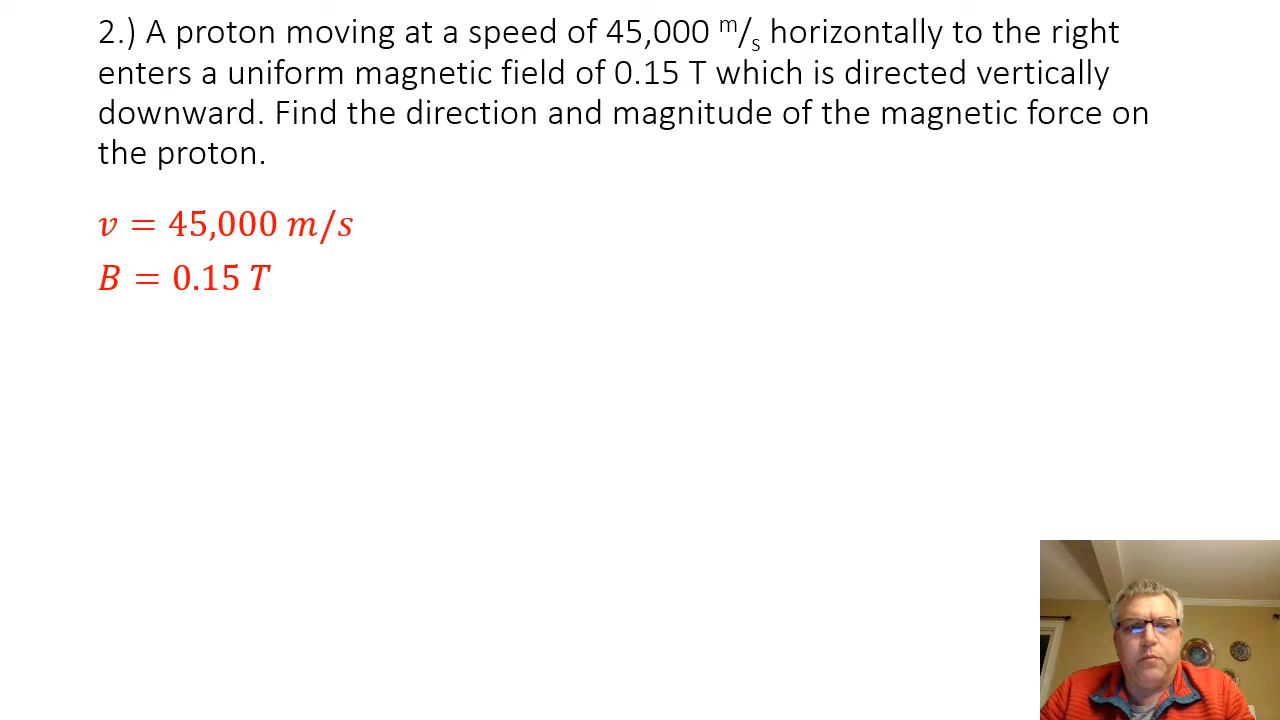 2.) A proton moving at a speed of 45,000 m/s horizontally to the right
enters a uniform magnetic field of 0.15 T which is directed vertically
downward. Find the direction and magnitude of the magnetic force on
the proton.
v = 45,000 m/s
B = 0.15 T